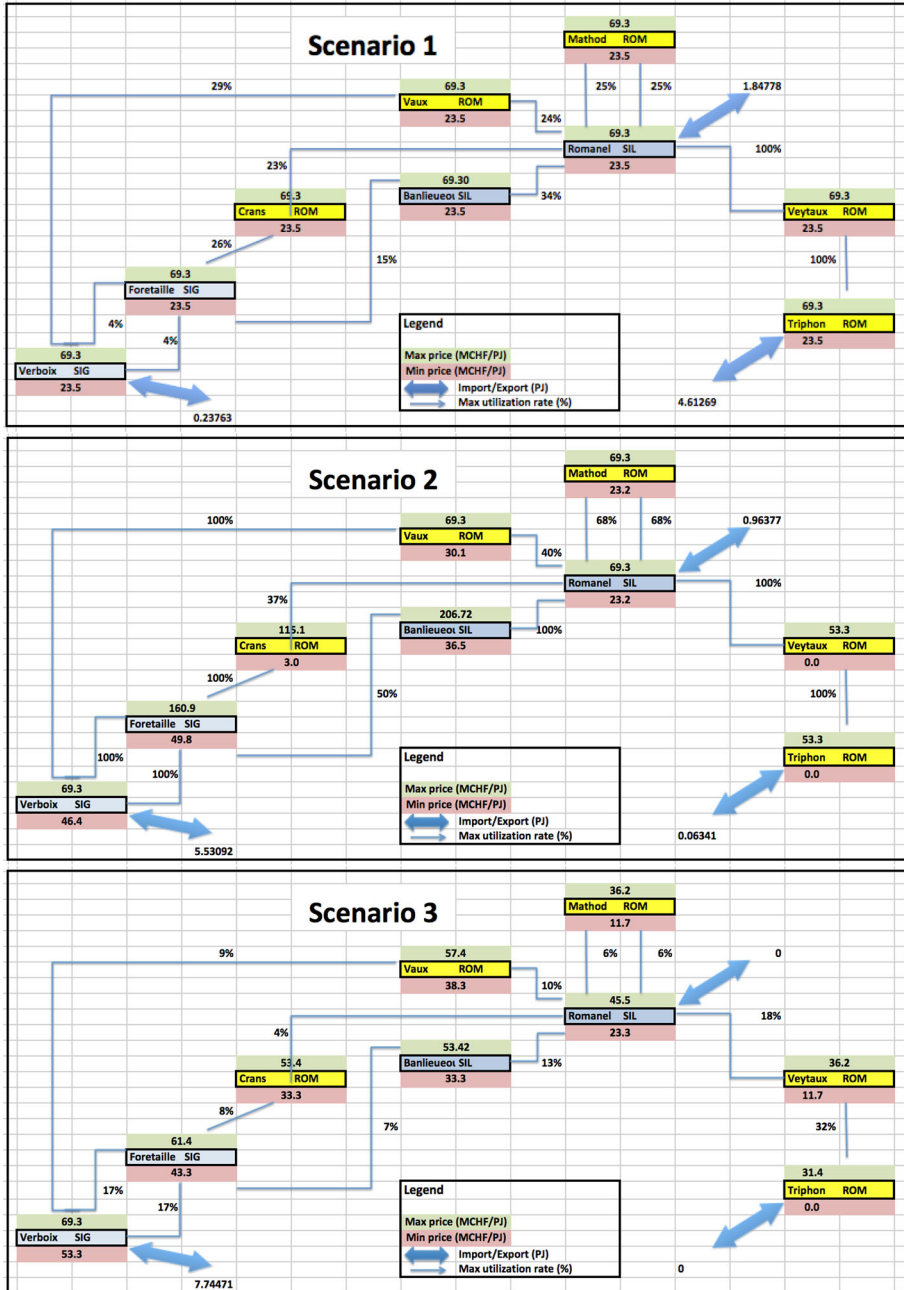 Scenario 1
69.3
Mathod ROM
23.5
29%
69.3
25%
25%
1.84778
Vaux ROM
23.5
24%
69.3
Romanel SIL
23.5
100%
23%
69.30
Banlieueoι SIL
23.5
34%
69.3
Crans ROM
23.5
69.3
Veytaux ROM
23.5
26%
15%
100%
69.3
Foretaille SIG
23.5
4%
4%
69.3
Triphon ROM
23.5
69.3
Verboix SIG
23.5
0.23763
4.61269
Legend
Max price (MCHF/PJ)
Min price (MCHF/PJ)
Import/Export (PJ)
Max utilization rate (%)
Scenario 2
69.3
Mathod ROM
23.2
100%
69.3
68%
68%
0.96377
Vaux ROM
30.1
40%
69.3
Romanel SIL
23.2
100%
37%
206.72
Banlieueoι SIL
36.5
100%
115.1
Crans ROM
3.0
53.3
Veytaux ROM
0.0
100%
50%
100%
160.9
Foretaille SIG
49.8
100%
100%
53.3
Triphon ROM
0.0
69.3
Verboix SIG
46.4
5.53092
0.06341
Legend
Max price (MCHF/PJ)
Min price (MCHF/PJ)
Import/Export (PJ)
Max utilization rate (%)
Scenario 3
36.2
Mathod ROM
11.7
9%
57.4
6%
6%
0
Vaux ROM
38.3
10%
45.5
Romanel SIL
23.3
18%
4%
53.42
Banlieueoι SIL
33.3
13%
53.4
Crans ROM
33.3
36.2
Veytaux ROM
11.7
8%
7%
32%
61.4
Foretaille SIG
43.3
17%
17%
31.4
Triphon ROM
0.0
69.3
Verboix SIG
53.3
7.74471
0
Legend
Max price (MCHF/PJ)
Min price (MCHF/PJ)
Import/Export (PJ)
Max utilization rate (%)